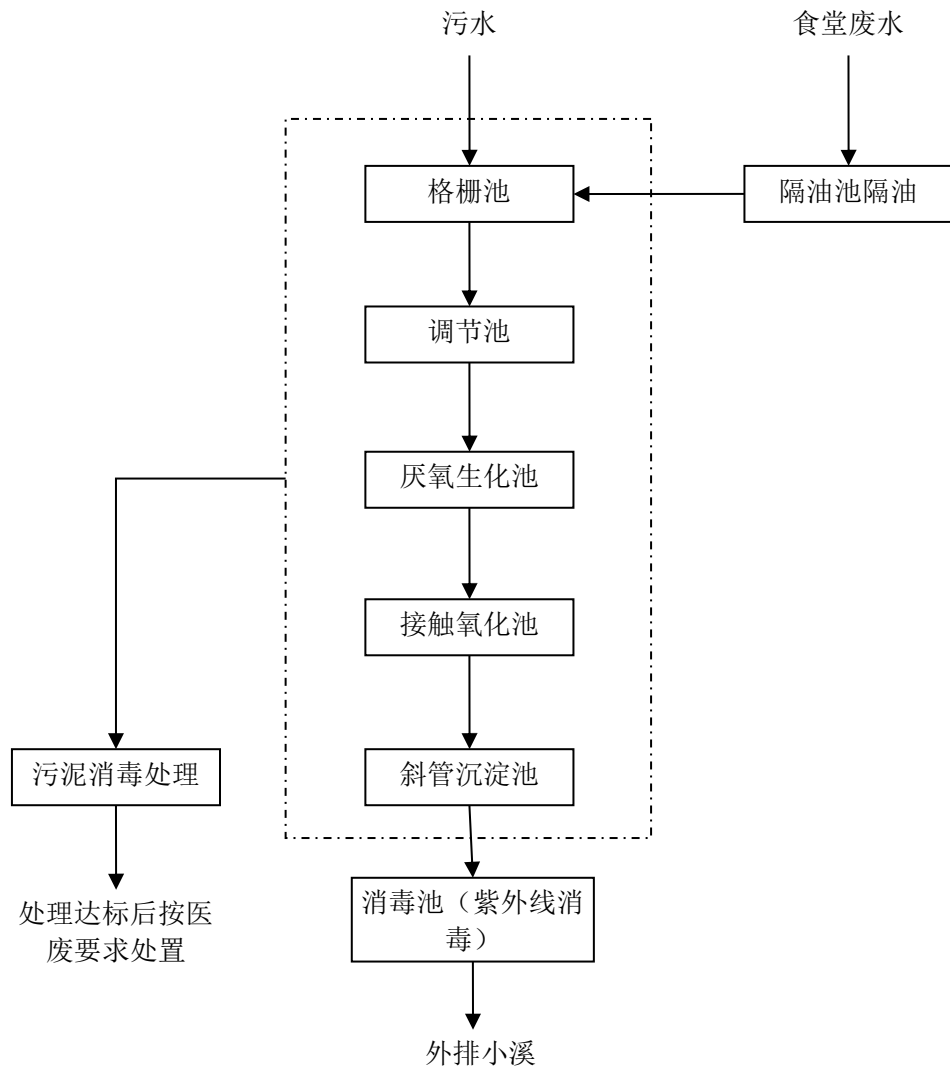 污水
食堂废水
格栅池
隔油池隔油
调节池
厌氧生化池
接触氧化池
污泥消毒处理
斜管沉淀池
消毒池（紫外线消
毒）
处理达标后按医
废要求处置
外排小溪